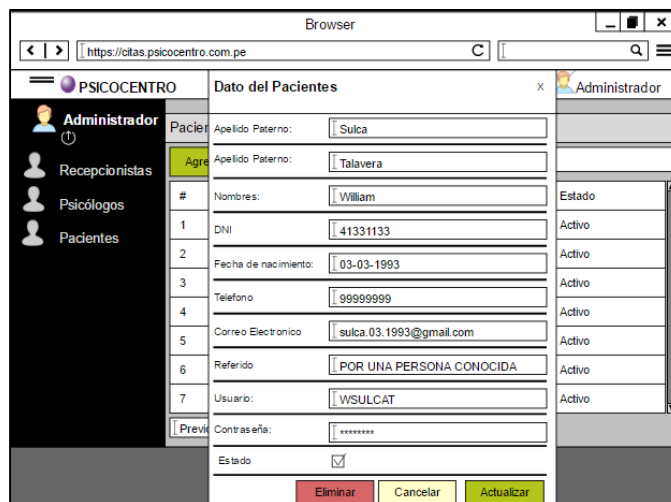 Browser
https://citas.psicocentro.com.pe
PSICOCENTRO
Administrador
Administrador
Recepcionistas
Psicólogos
Pacientes
Pacien
Agre
#
1
2
3
4
5
6
7
Previo
Dato del Pacientes X
Apellido Paterno: Sulca
Apellido Paterno: Talavera
Nombres: William
DNI 41331133
Fecha de nacimiento: 03-03-1993
Telefono 99999999
Correo Electronico sulca.03.1993@gmail.com
Referido POR UNA PERSONA CONOCIDA
Usuario: WSULCAT
Contraseña: ********
Estado
Eliminar Cancelar Actualizar
Estado
Activo
Activo
Activo
Activo
Activo
Activo
Activo